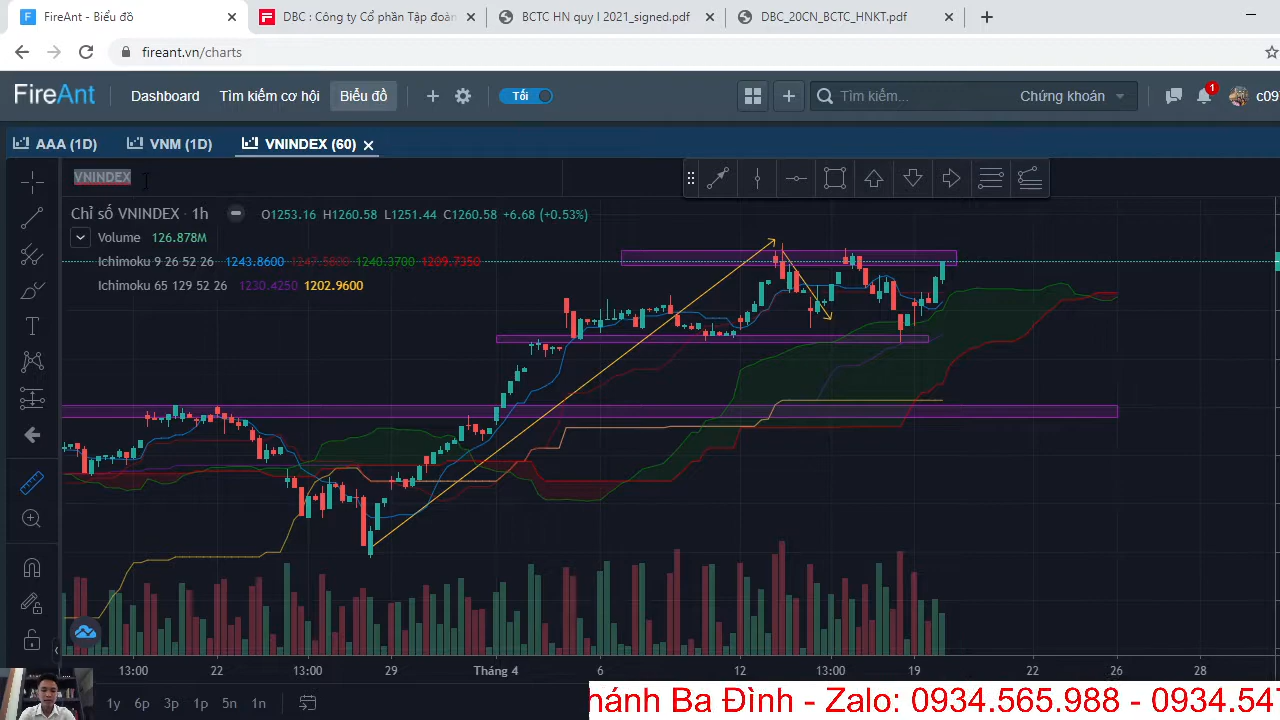 FireAnt - Biểu đồ
DBC : Công ty Cổ phần Tập đoàn
BCTC HN quy I 2021_signed.pdf
DBC_20CN_BCTC_HNKT.pdf
fireant.vn/charts
FireAnt
Dashboard
Tìm kiếm cơ hội
Biểu đồ
Tối
Tìm kiếm...
Chứng khoán
1
c09
AAA (1D)
VNM (1D)
VNINDEX (60)
VNINDEX
Chỉ số VNINDEX · 1h
O1253.16 H1260.58 L1251.44 C1260.58 +6.68 (+0.53%)
Volume 126.878M
Ichimoku 9 26 52 26 1243.8600 1247.5800 1240.3700 1209.7350
Ichimoku 65 129 52 26 1230.4250 1202.9600
13:00 22 13:00 29 Tháng 4 6 12 13:00 19 22 26 28
1y 6p 3p 1p 5n 1n
hánh Ba Đình - Zalo: 0934.565.988 - 0934.547